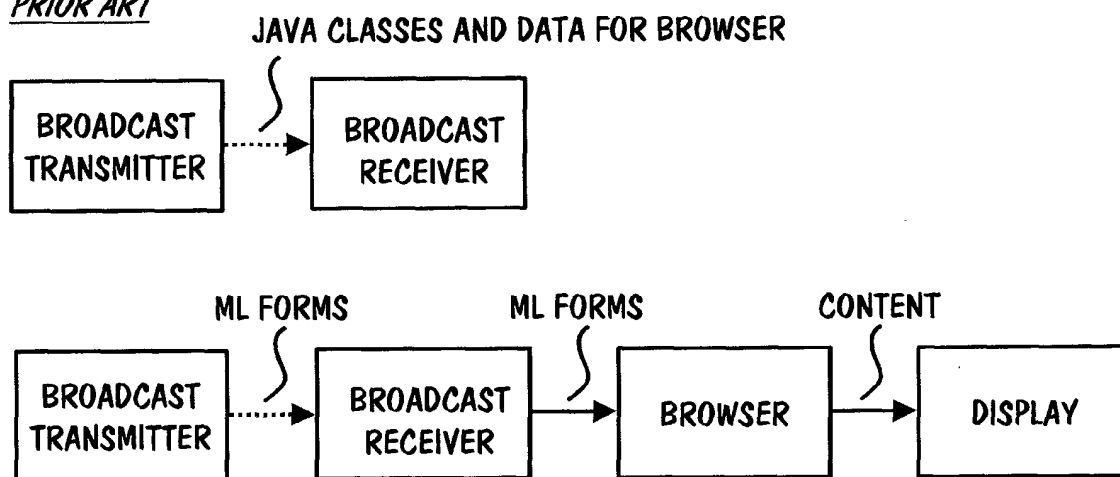 PRIOR ART
JAVA CLASSES AND DATA FOR BROWSER
BROADCAST
TRANSMITTER
BROADCAST
RECEIVER
ML FORMS
ML FORMS
CONTENT
BROADCAST
TRANSMITTER
BROADCAST
RECEIVER
BROWSER
DISPLAY